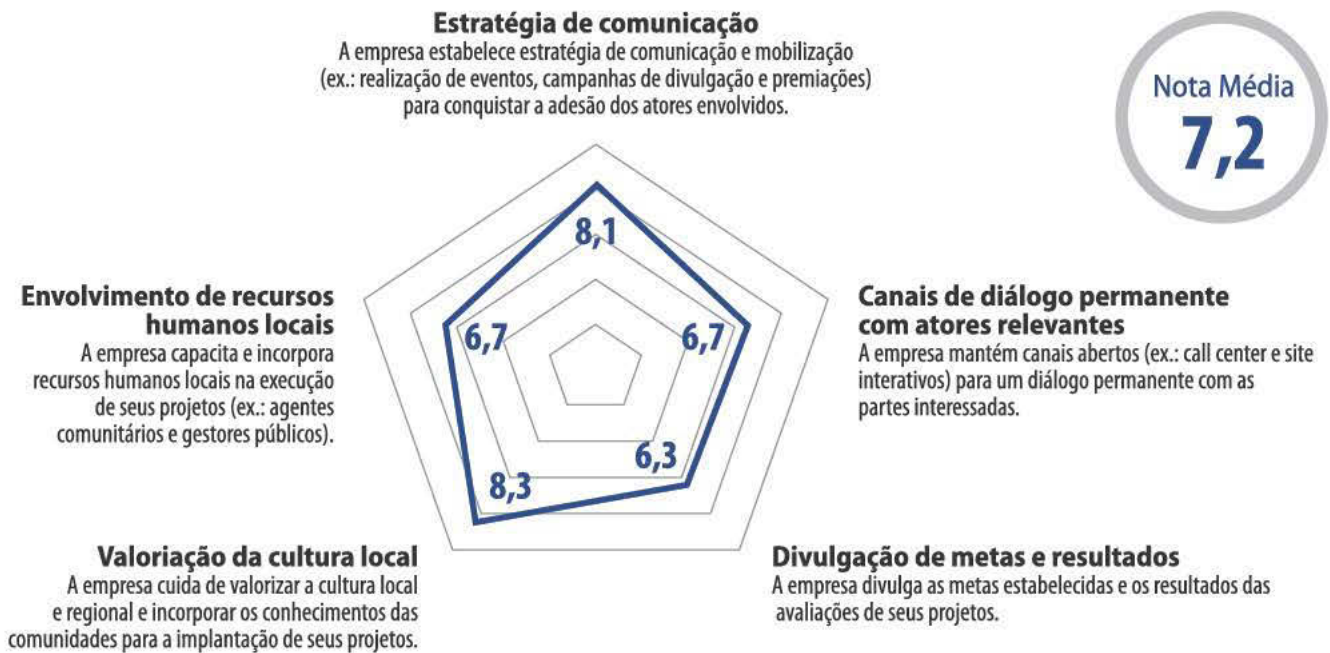 Estratégia de comunicação
A empresa estabelece estratégia de comunicação e mobilização
(ex.: realização de eventos, campanhas de divulgação e premiações)
para conquistar a adesão dos atores envolvidos.
Nota Média
7,2
8,1
Envolvimento de recursos
humanos locais
A empresa capacita e incorpora
recursos humanos locais na execução
de seus projetos (ex.: agentes
comunitários e gestores públicos).
6,7
6,7
Canais de diálogo permanente
com atores relevantes
A empresa mantém canais abertos (ex.: call center e site
interativos) para um diálogo permanente com as
partes interessadas.
8,3
6,3
Valoriação da cultura local
A empresa cuida de valorizar a cultura local
e regional e incorporar os conhecimentos das
comunidades para a implantação de seus projetos.
Divulgação de metas e resultados
A empresa divulga as metas estabelecidas e os resultados das
avaliações de seus projetos.